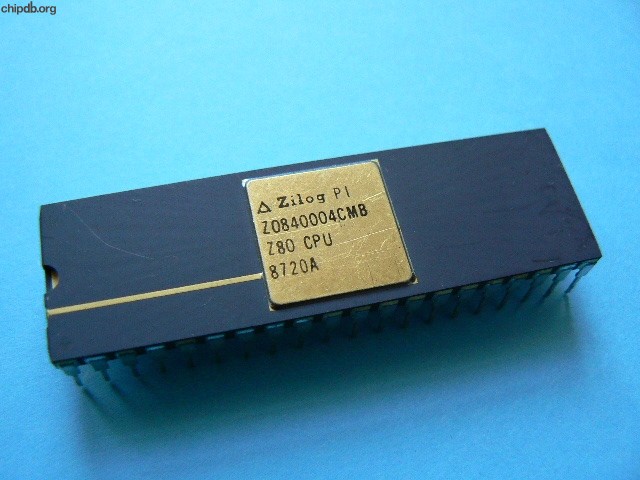 chipdb.org
△ Zilog PI
Z0840004CMB
Z80 CPU
8720A